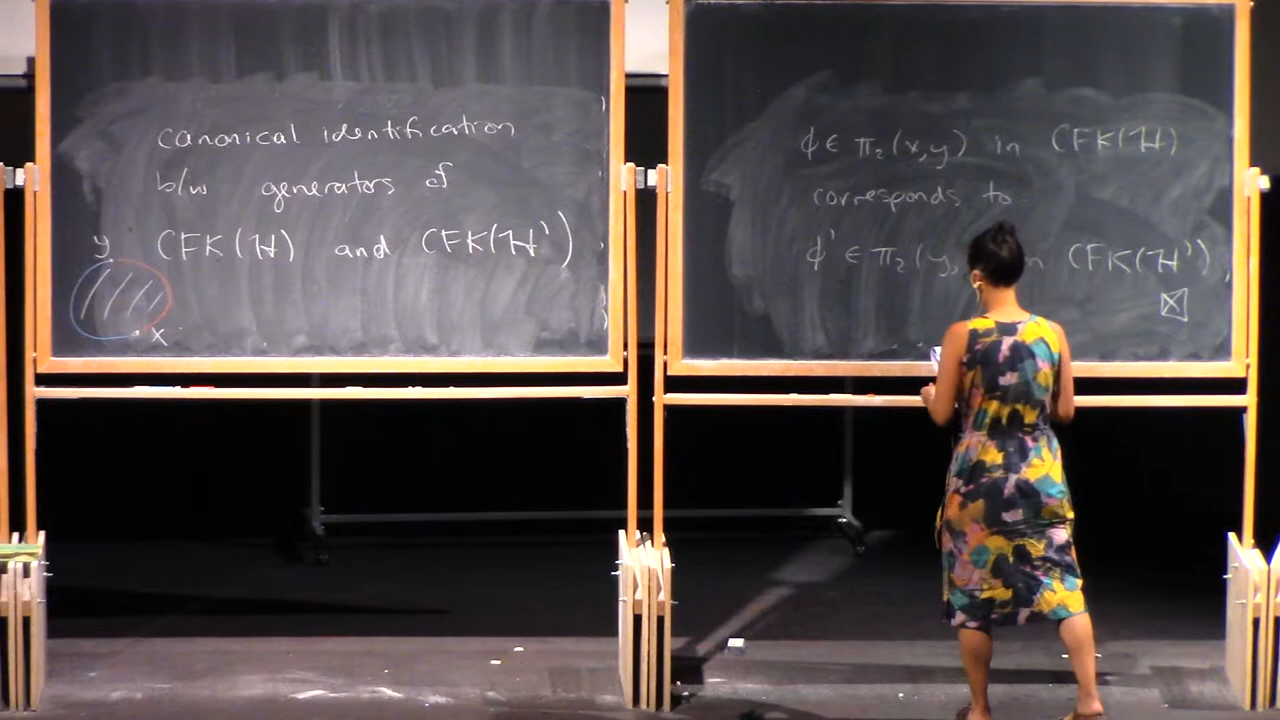 canonical identification
b/w generators of
CFK(H) and CFK(H')
y
x
ϕ ∈ π₂(x,y) in CFK(H)
corresponds to
ϕ' ∈ π₂(y, CFK(H'),